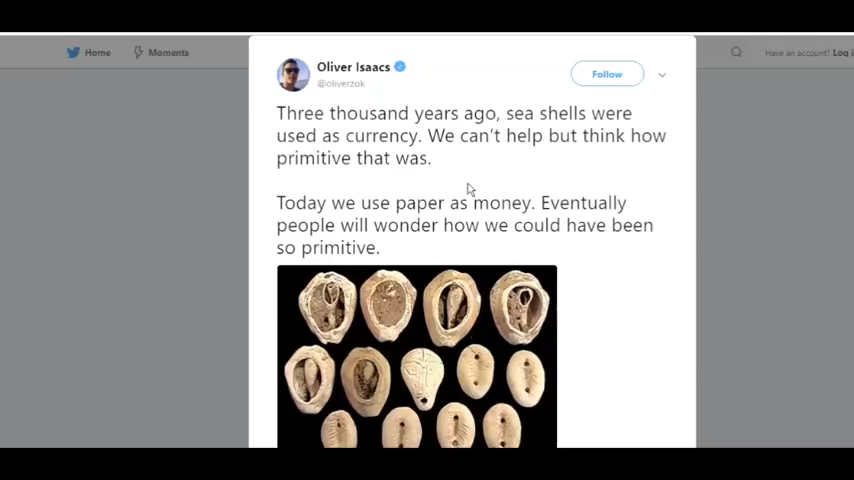 Home
Moments
Have an account? Log i
Oliver Isaacs
@oliverzok
Follow
Three thousand years ago, sea shells were
used as currency. We can't help but think how
primitive that was.
Today we use paper as money. Eventually
people will wonder how we could have been
so primitive.